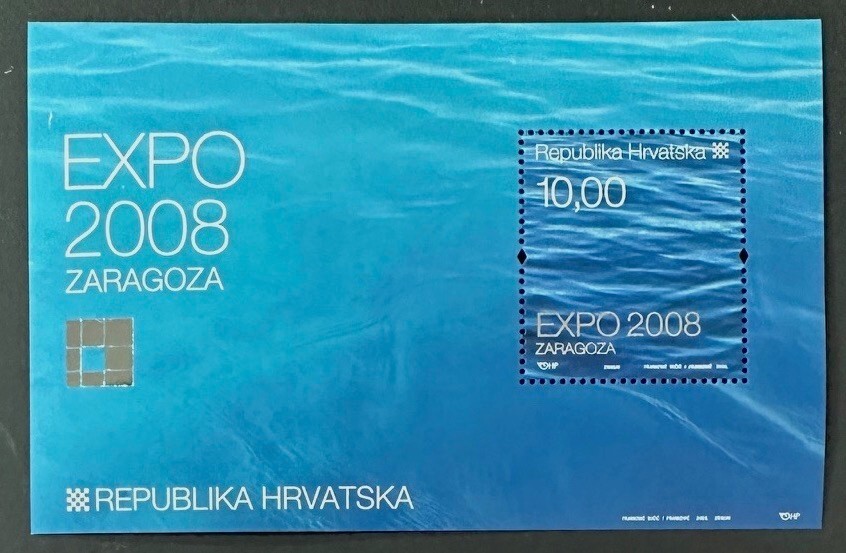 EXPO
2008
ZARAGOZA
REPUBLIKA HRVATSKA
Republika Hrvatska
10,00
EXPO 2008
ZARAGOZA
HP
HP